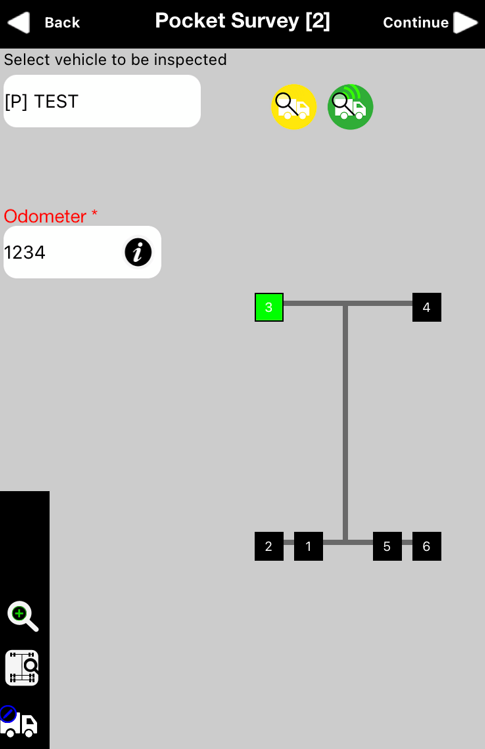 Back
Pocket Survey [2]
Continue
Select vehicle to be inspected
[P] TEST
Odometer *
1234
i
3
4
2
1
5
6